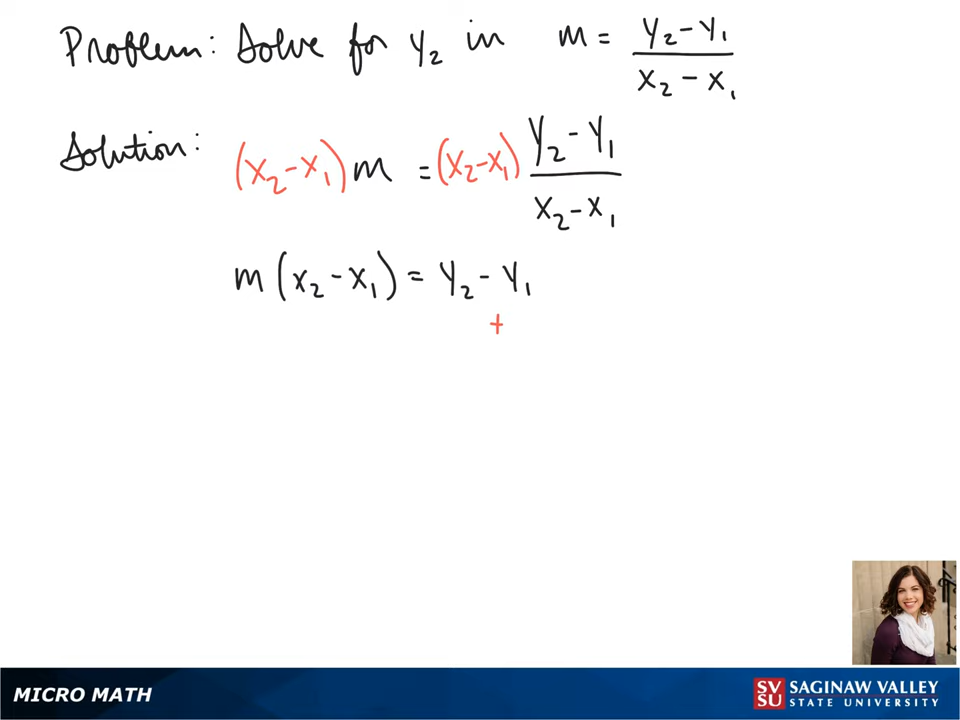 Problem: Solve for y₂ in m = (y₂ - y₁)/(x₂ - x₁)
Solution: (x₂ - x₁) m = (x₂ - x₁) (y₂ - y₁)/(x₂ - x₁)
m (x₂ - x₁) = y₂ - y₁
+
MICRO MATH
SV SU SAGINAW VALLEY
STATE UNIVERSITY